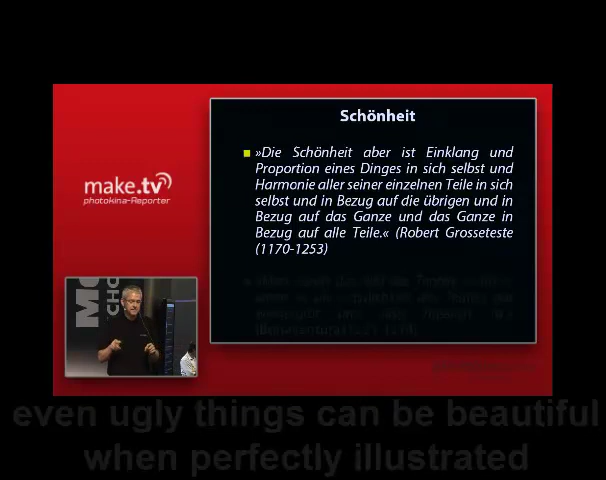 Schönheit
»Die Schönheit aber ist Einklang und
Proportion eines Dinges in sich selbst und
Harmonie aller seiner einzelnen Teile in sich
selbst und in Bezug auf die übrigen und in
Bezug auf das Ganze und das Ganze in
Bezug auf alle Teile.« (Robert Grosseteste
(1170-1253)
make.tv
photokina-Reporter
MO
CHO
even ugly things can be beautiful
when perfectly illustrated